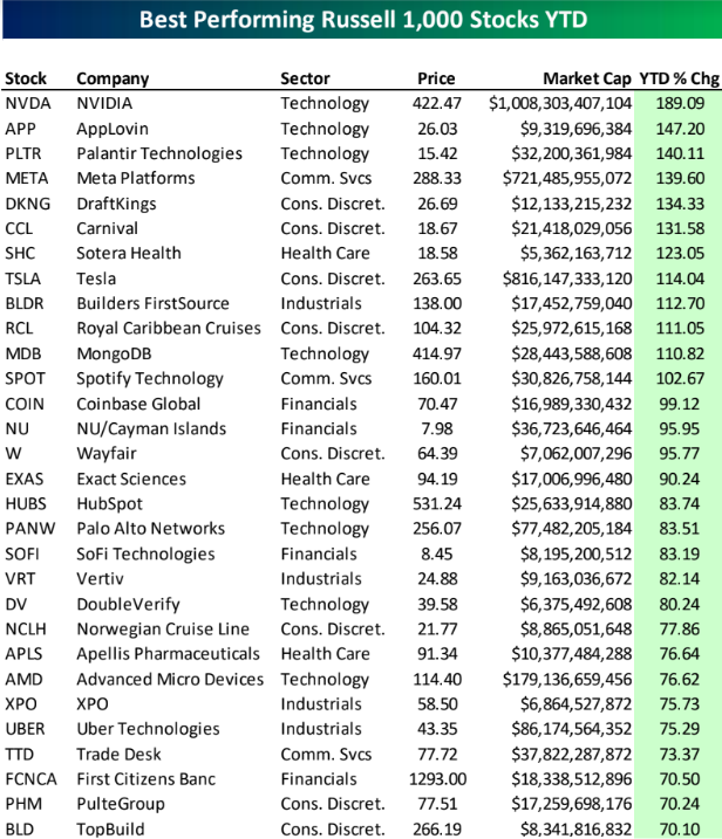 Best Performing Russell 1,000 Stocks YTD
Stock Company Sector Price Market Cap YTD % Chg
NVDA NVIDIA Technology 422.47 $1,008,303,407,104 189.09
APP AppLovin Technology 26.03 $9,319,696,384 147.20
PLTR Palantir Technologies Technology 15.42 $32,200,361,984 140.11
META Meta Platforms Comm. Svcs 288.33 $721,485,955,072 139.60
DKNG DraftKings Cons. Discret. 26.69 $12,133,215,232 134.33
CCL Carnival Cons. Discret. 18.67 $21,418,029,056 131.58
SHC Sotera Health Health Care 18.58 $5,362,163,712 123.05
TSLA Tesla Cons. Discret. 263.65 $816,147,333,120 114.04
BLDR Builders FirstSource Industrials 138.00 $17,452,759,040 112.70
RCL Royal Caribbean Cruises Cons. Discret. 104.32 $25,972,615,168 111.05
MDB MongoDB Technology 414.97 $28,443,588,608 110.82
SPOT Spotify Technology Comm. Svcs 160.01 $30,826,758,144 102.67
COIN Coinbase Global Financials 70.47 $16,989,330,432 99.12
NU NU/Cayman Islands Financials 7.98 $36,723,646,464 95.95
W Wayfair Cons. Discret. 64.39 $7,062,007,296 95.77
EXAS Exact Sciences Health Care 94.19 $17,006,996,480 90.24
HUBS HubSpot Technology 531.24 $25,633,914,880 83.74
PANW Palo Alto Networks Technology 256.07 $77,482,205,184 83.51
SOFI SoFi Technologies Financials 8.45 $8,195,200,512 83.19
VRT Vertiv Industrials 24.88 $9,163,036,672 82.14
DV DoubleVerify Technology 39.58 $6,375,492,608 80.24
NCLH Norwegian Cruise Line Cons. Discret. 21.77 $8,865,051,648 77.86
APLS Apellis Pharmaceuticals Health Care 91.34 $10,377,484,288 76.64
AMD Advanced Micro Devices Technology 114.40 $179,136,659,456 76.62
XPO XPO Industrials 58.50 $6,864,527,872 75.73
UBER Uber Technologies Industrials 43.35 $86,174,564,352 75.29
TTD Trade Desk Comm. Svcs 77.72 $37,822,287,872 73.37
FCNCA First Citizens Banc Financials 1293.00 $18,338,512,896 70.50
PHM PulteGroup Cons. Discret. 77.51 $17,259,698,176 70.24
BLD TopBuild Cons. Discret. 266.19 $8,341,816,832 70.10